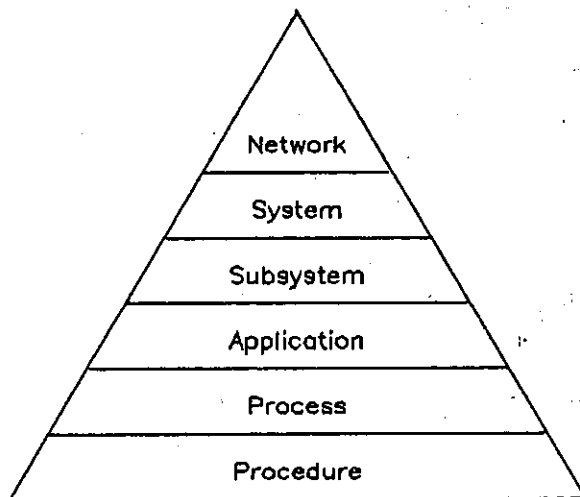 Network
System
Subsystem
Application
Process
Procedure